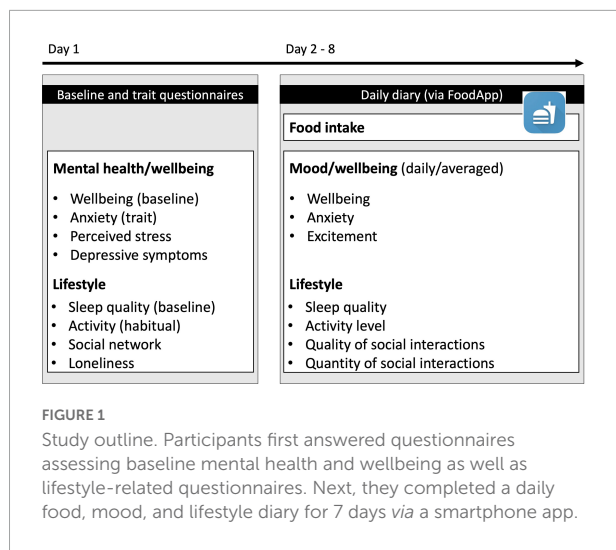 Day 1
Day 2 - 8
Baseline and trait questionnaires
Mental health/wellbeing
• Wellbeing (baseline)
• Anxiety (trait)
• Perceived stress
• Depressive symptoms
Lifestyle
• Sleep quality (baseline)
• Activity (habitual)
• Social network
• Loneliness
Daily diary (via FoodApp)
Food intake
Mood/wellbeing (daily/averaged)
• Wellbeing
• Anxiety
• Excitement
Lifestyle
• Sleep quality
• Activity level
• Quality of social interactions
• Quantity of social interactions
FIGURE 1
Study outline. Participants first answered questionnaires
assessing baseline mental health and wellbeing as well as
lifestyle-related questionnaires. Next, they completed a daily
food, mood, and lifestyle diary for 7 days via a smartphone app.